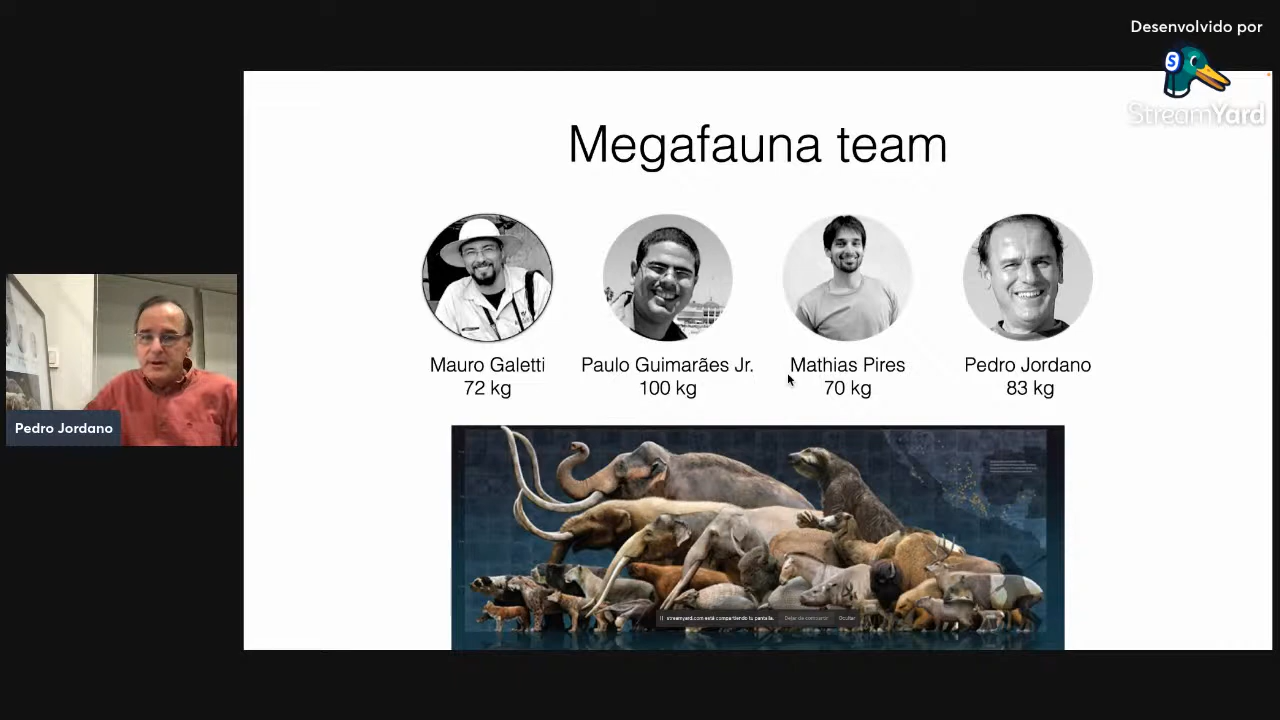 Desenvolvido por
StreamYard
Megafauna team
Mauro Galetti
72 kg
Paulo Guimarães Jr.
100 kg
Mathias Pires
70 kg
Pedro Jordano
83 kg
Pedro Jordano
streamyard.com está compartiendo tu pantalla.
Dejar de compartir
Ocultar